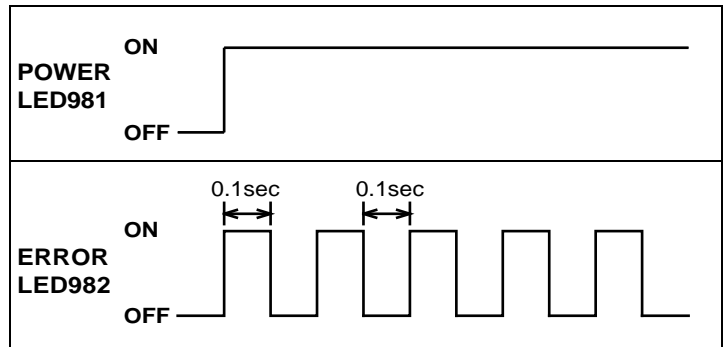 ON
POWER
LED981
OFF
0.1sec 0.1sec
ON
ERROR
LED982
OFF